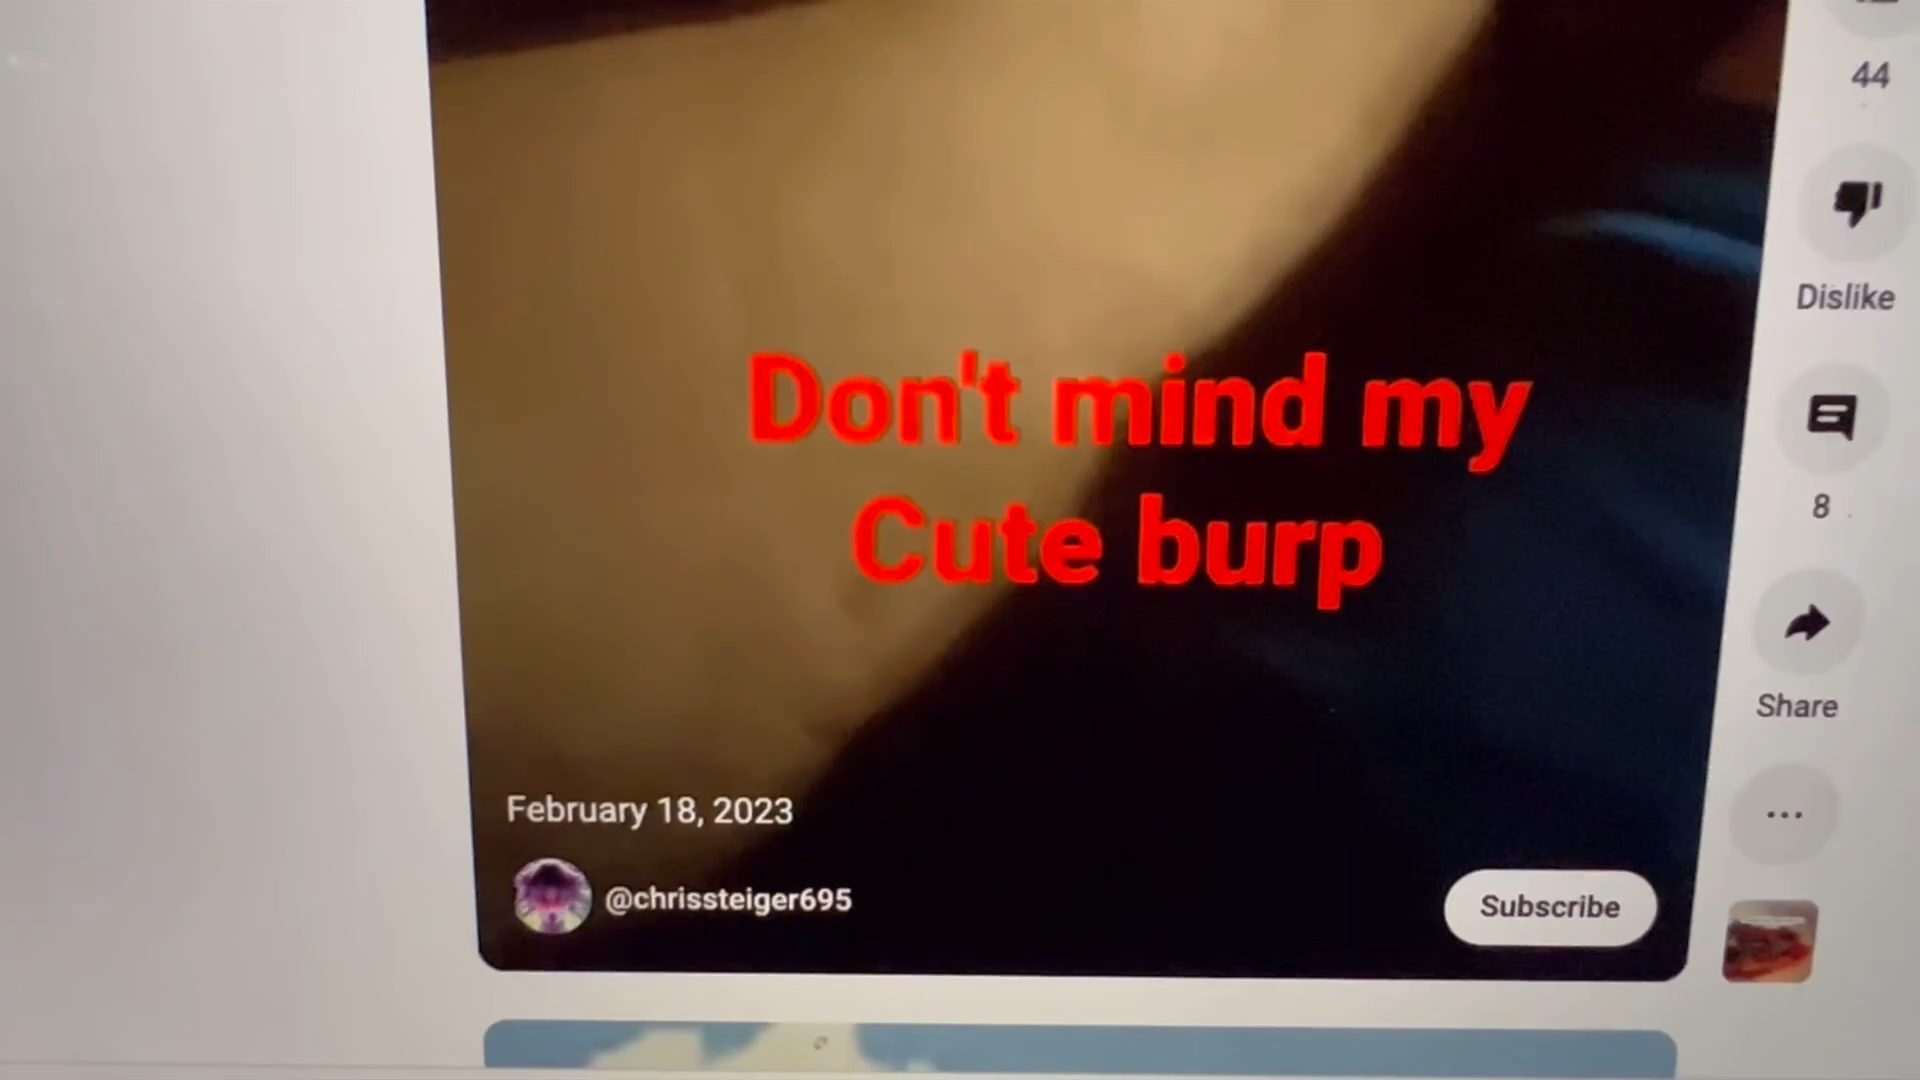 44
Dislike
Don't mind my
Cute burp
8
Share
February 18, 2023
@chrissteiger695
Subscribe